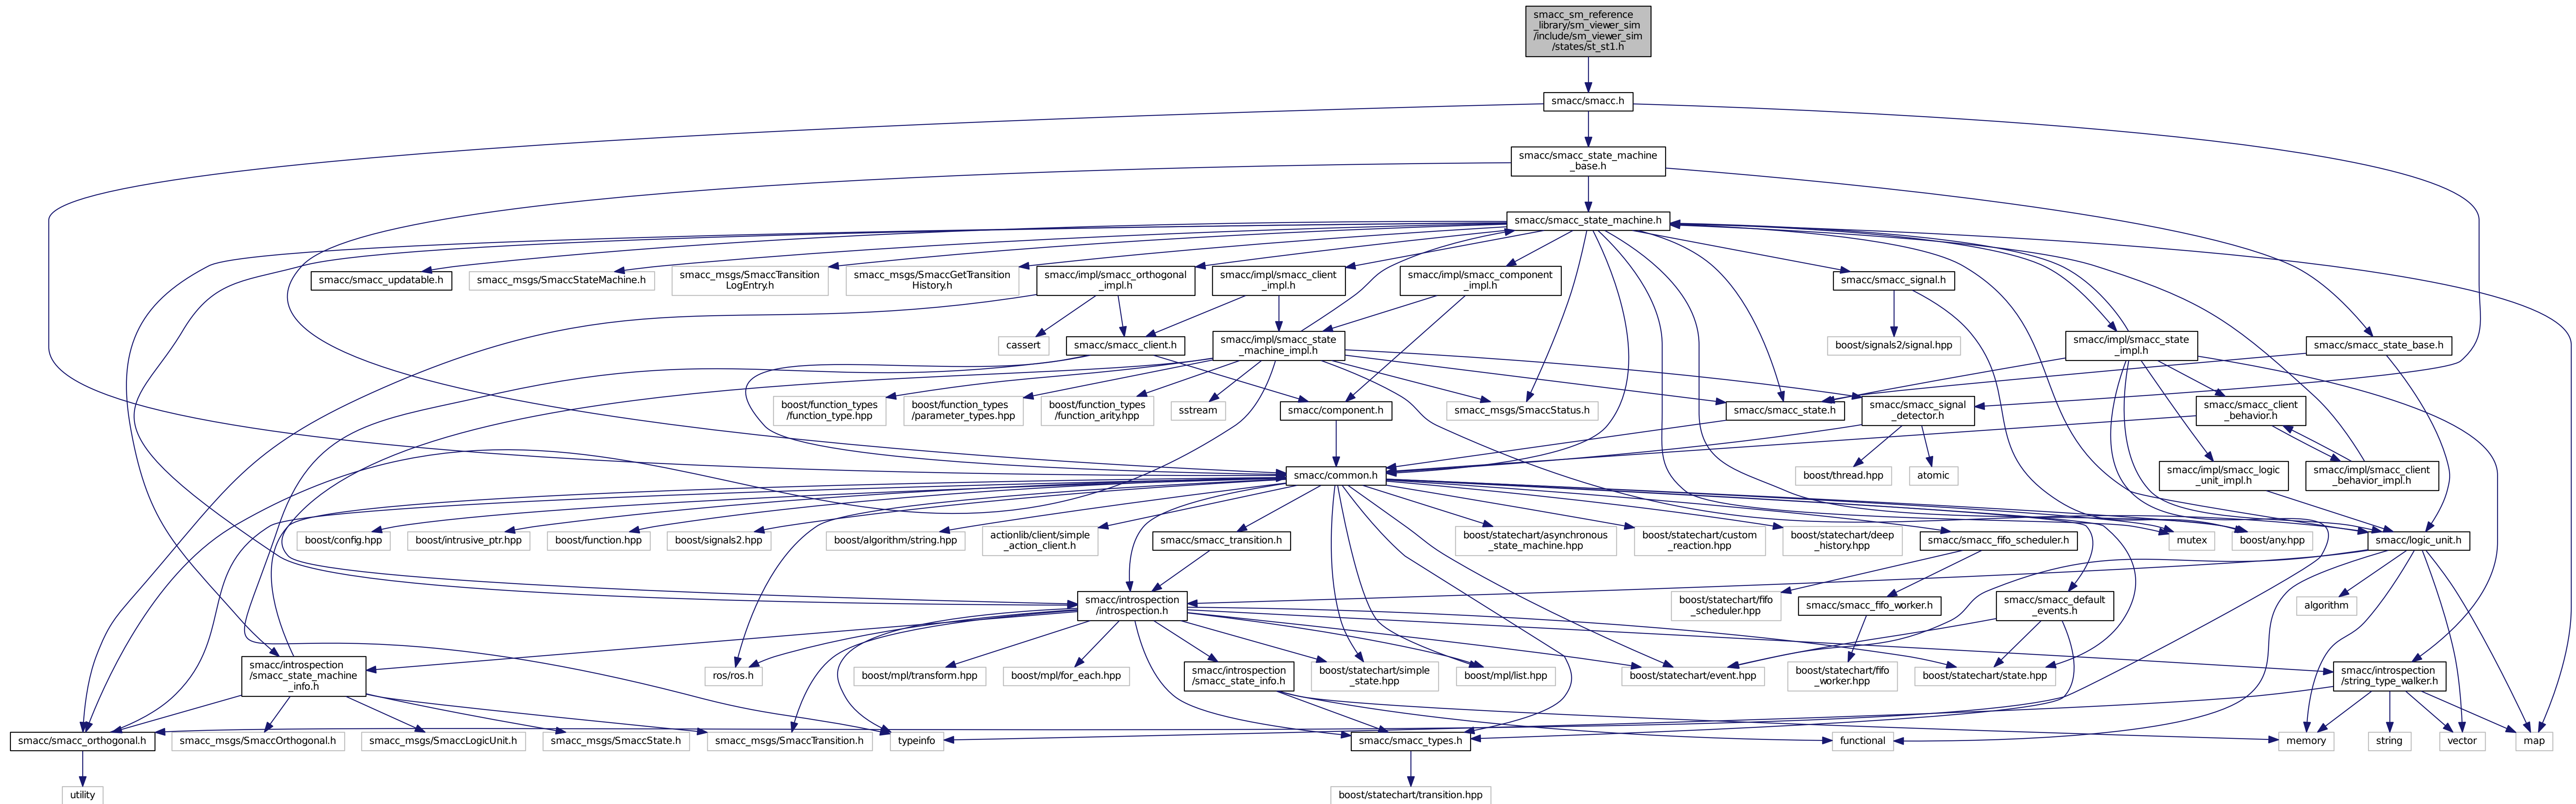 smacc_sm_reference
_library/sm_viewer_sim
/include/sm_viewer_sim
/states/st_st1.h
smacc/smacc.h
smacc/smacc_state_machine
_base.h
smacc/smacc_state_machine.h
smacc/smacc_updatable.h
smacc_msgs/SmaccStateMachine.h
smacc_msgs/SmaccTransition
LogEntry.h
smacc_msgs/SmaccGetTransition
History.h
smacc/impl/smacc_orthogonal
_impl.h
smacc/impl/smacc_client
_impl.h
smacc/impl/smacc_component
_impl.h
smacc/smacc_signal.h
cassert
smacc/smacc_client.h
smacc/impl/smacc_state
_machine_impl.h
boost/signals2/signal.hpp
smacc/impl/smacc_state
_impl.h
smacc/smacc_state_base.h
boost/function_types
/function_type.hpp
boost/function_types
/parameter_types.hpp
boost/function_types
/function_arity.hpp
sstream
smacc/component.h
smacc_msgs/SmaccStatus.h
smacc/smacc_state.h
smacc/smacc_signal
_detector.h
smacc/smacc_client
_behavior.h
smacc/common.h
boost/thread.hpp
atomic
smacc/impl/smacc_logic
_unit_impl.h
smacc/impl/smacc_client
_behavior_impl.h
boost/config.hpp
boost/intrusive_ptr.hpp
boost/function.hpp
boost/signals2.hpp
boost/algorithm/string.hpp
actionlib/client/simple
_action_client.h
smacc/smacc_transition.h
boost/statechart/asynchronous
_state_machine.hpp
boost/statechart/custom
_reaction.hpp
boost/statechart/deep
_history.hpp
smacc/smacc_fifo_scheduler.h
mutex
boost/any.hpp
smacc/logic_unit.h
smacc/introspection
/introspection.h
boost/statechart/fifo
_scheduler.hpp
smacc/smacc_fifo_worker.h
smacc/smacc_default
_events.h
algorithm
smacc/introspection
/smacc_state_machine
_info.h
ros/ros.h
boost/mpl/transform.hpp
boost/mpl/for_each.hpp
smacc/introspection
/smacc_state_info.h
boost/statechart/simple
_state.hpp
boost/mpl/list.hpp
boost/statechart/event.hpp
boost/statechart/fifo
_worker.hpp
boost/statechart/state.hpp
smacc/introspection
/string_type_walker.h
smacc/smacc_orthogonal.h
smacc_msgs/SmaccOrthogonal.h
smacc_msgs/SmaccLogicUnit.h
smacc_msgs/SmaccState.h
smacc_msgs/SmaccTransition.h
typeinfo
smacc/smacc_types.h
functional
memory
string
vector
map
utility
boost/statechart/transition.hpp